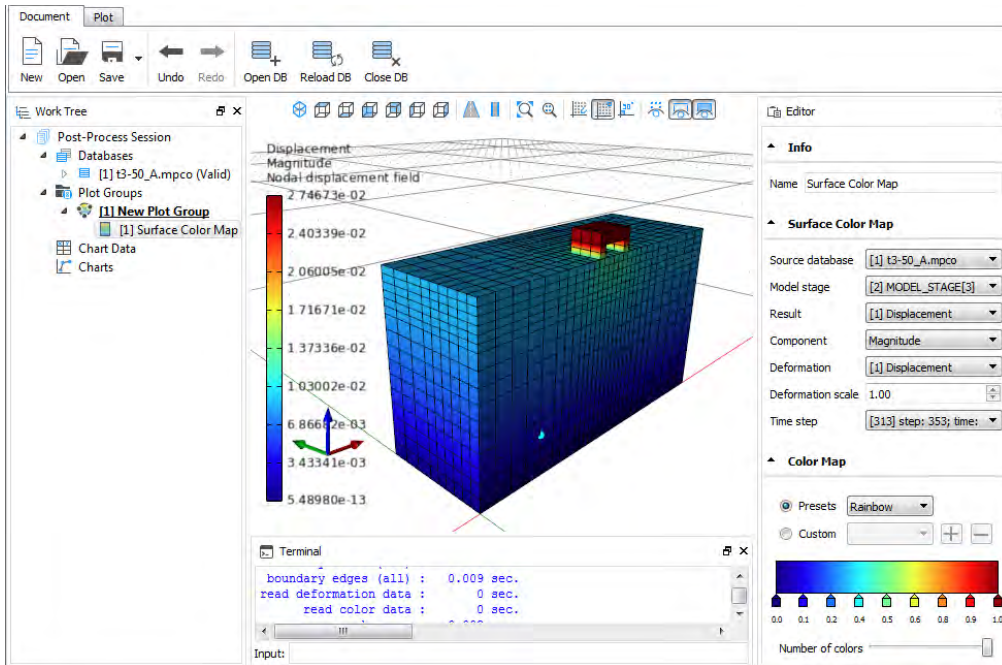 Document Plot
New Open Save Undo Redo Open DB Reload DB Close DB
Work Tree
Post-Process Session
Databases
[1] t3-50_A.mpco (Valid)
Plot Groups
[1] New Plot Group
[1] Surface Color Map
Chart Data
Charts
Displacement
Magnitude
Nodal displacement field
2.74673e-02
2.40339e-02
2.06005e-02
1.71671e-02
1.37336e-02
1.03002e-02
6.86682e-03
3.43341e-03
5.48980e-13
Terminal
boundary edges (all) : 0.009 sec.
read deformation data : 0 sec.
read color data : 0 sec.
Input:
Editor
Info
Name Surface Color Map
Surface Color Map
Source database [1] t3-50_A.mpco
Model stage [2] MODEL_STAGE[3]
Result [1] Displacement
Component Magnitude
Deformation [1] Displacement
Deformation scale 1.00
Time step [313] step: 353; time:
Color Map
Presets Rainbow
Custom
0.0 0.1 0.2 0.4 0.5 0.6 0.8 0.9 1.0
Number of colors